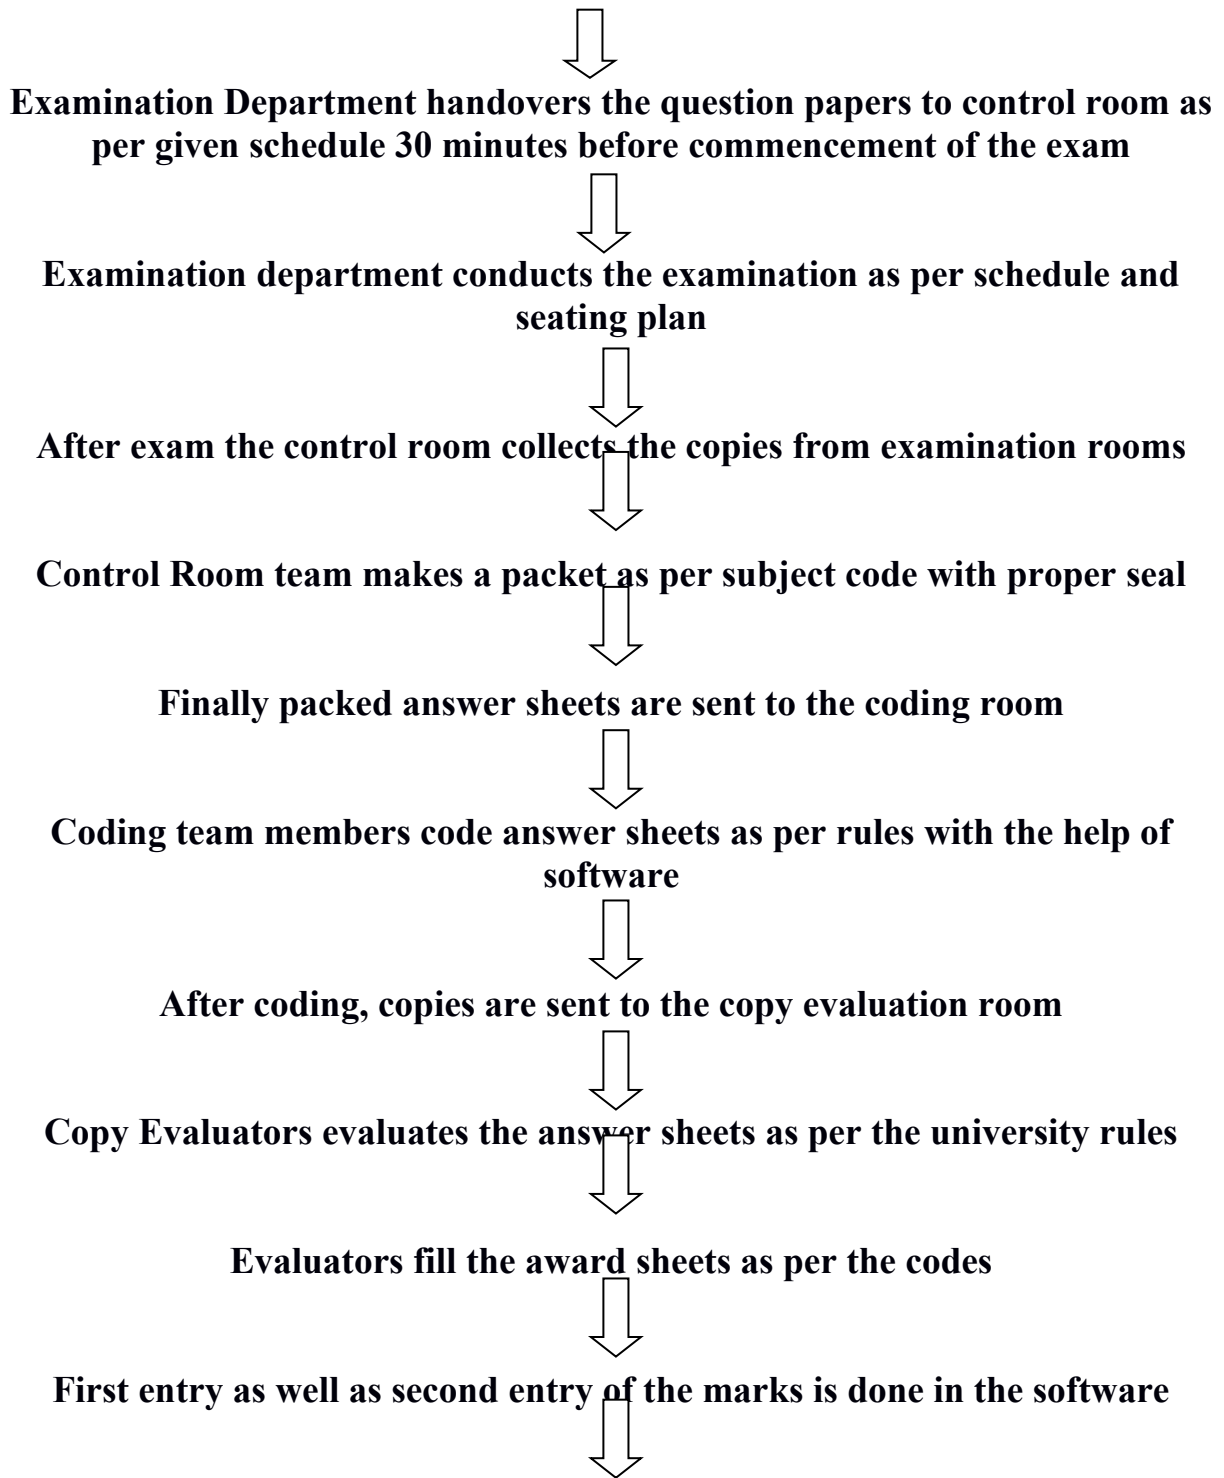 Examination Department handovers the question papers to control room as
per given schedule 30 minutes before commencement of the exam
Examination department conducts the examination as per schedule and
seating plan
After exam the control room collects the copies from examination rooms
Control Room team makes a packet as per subject code with proper seal
Finally packed answer sheets are sent to the coding room
Coding team members code answer sheets as per rules with the help of
software
After coding, copies are sent to the copy evaluation room
Copy Evaluators evaluates the answer sheets as per the university rules
Evaluators fill the award sheets as per the codes
First entry as well as second entry of the marks is done in the software